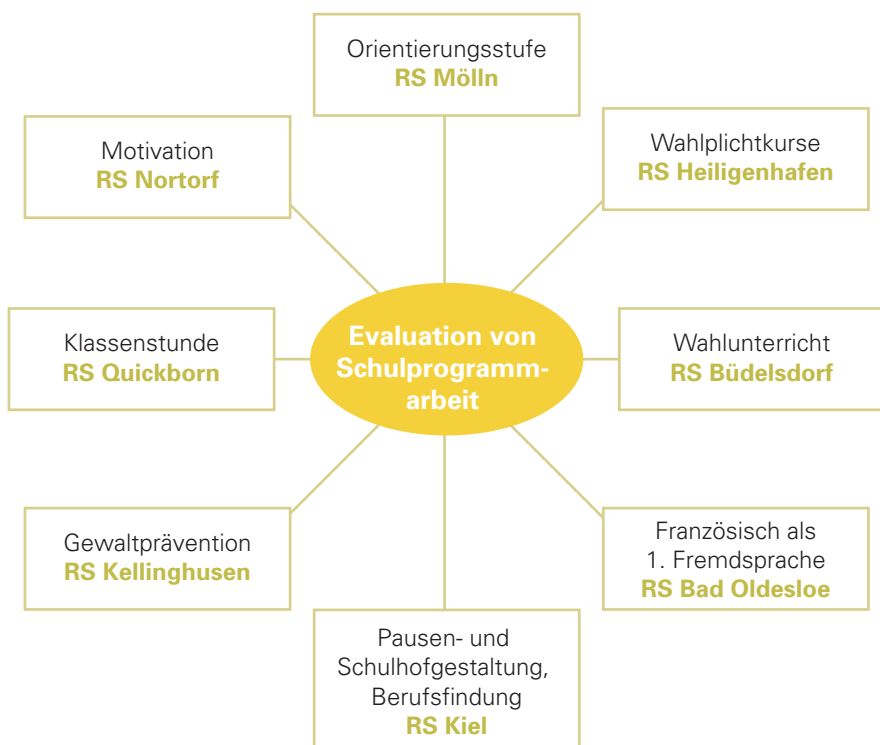 Orientierungsstufe
RS Mölln
Motivation
RS Nortorf
Wahlplichtkurse
RS Heiligenhafen
Klassenstunde
RS Quickborn
Evaluation von
Schulprogramm-
arbeit
Wahlunterricht
RS Büdelsdorf
Gewaltprävention
RS Kellinghusen
Französisch als
1. Fremdsprache
RS Bad Oldesloe
Pausen- und
Schulhofgestaltung,
Berufsfindung
RS Kiel